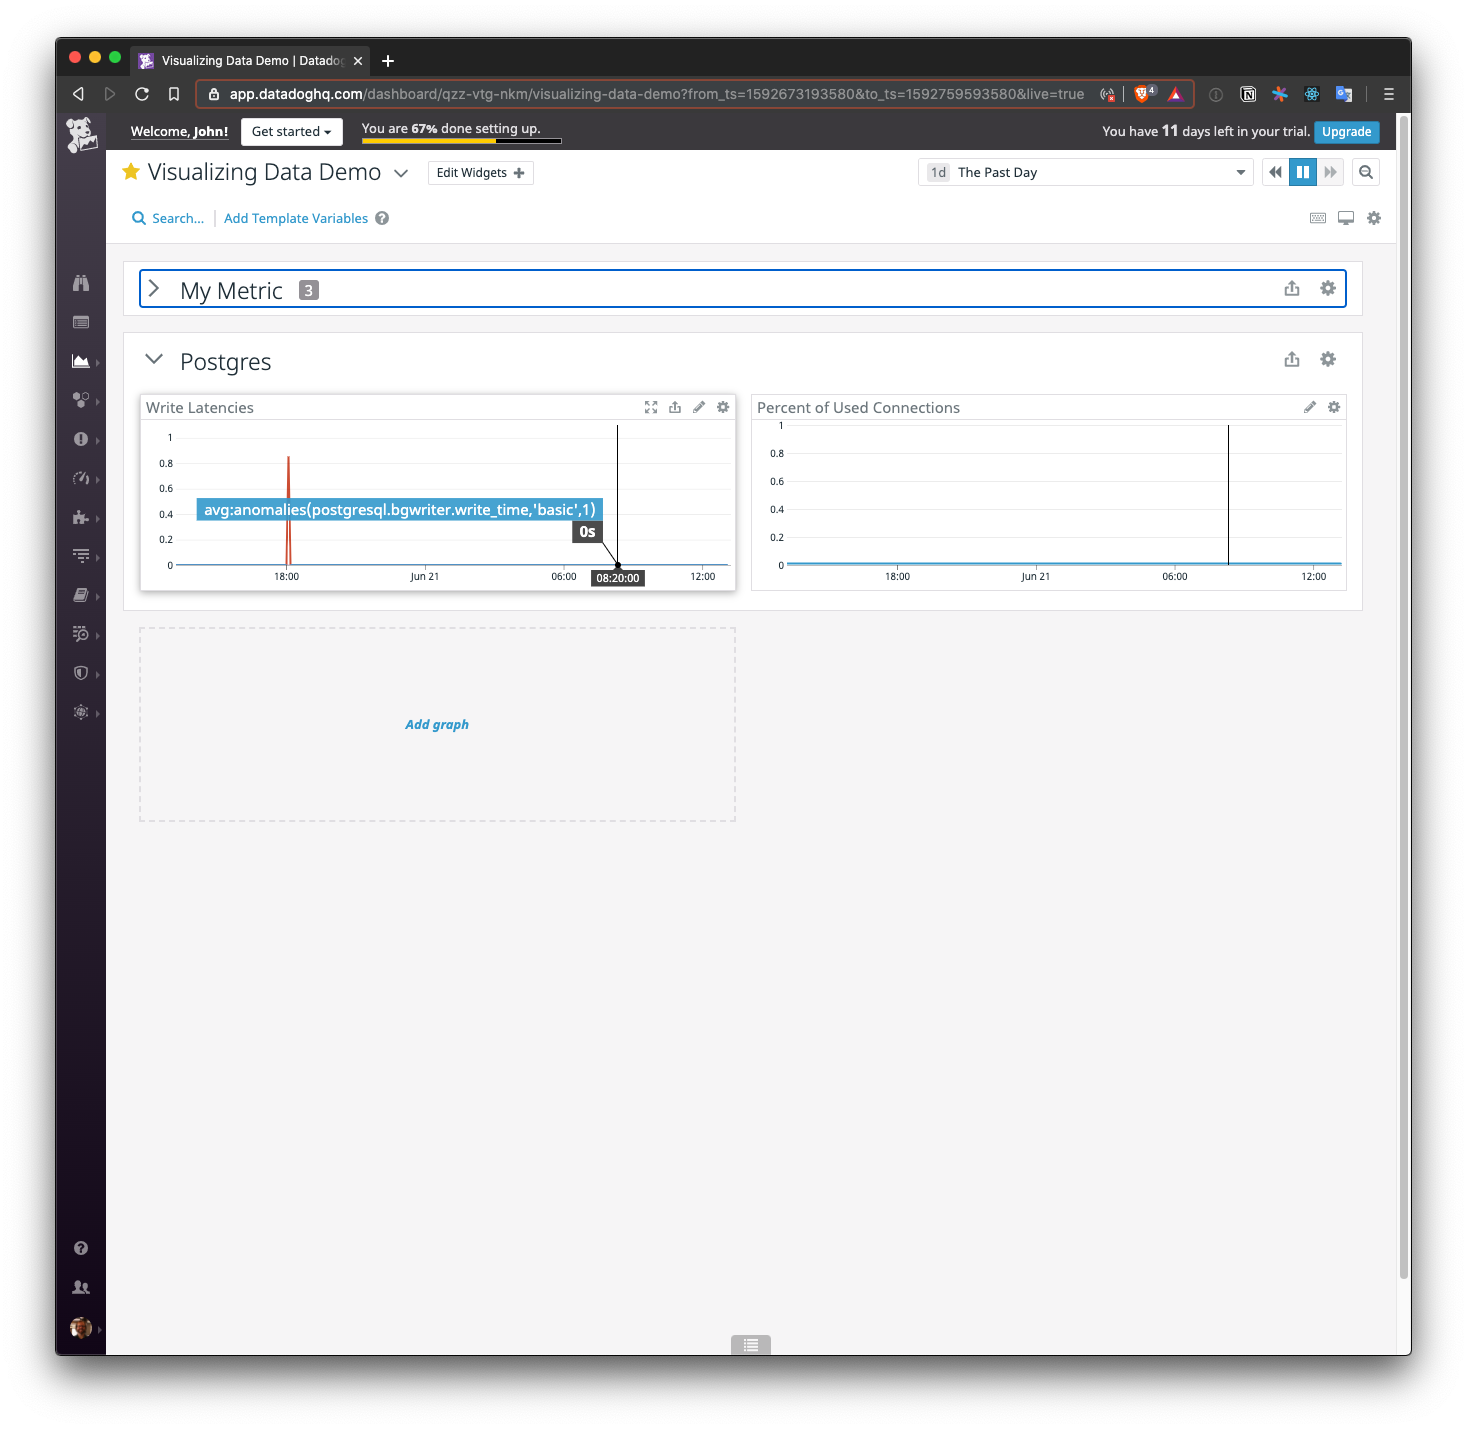 Visualizing Data Demo | Datadog
app.datadoghq.com/dashboard/qzz-vtg-nkm/visualizing-data-demo?from_ts=1592673193580&to_ts=1592759593580&live=true
4
Welcome, John!
Get started
You are 67% done setting up.
You have 11 days left in your trial.
Upgrade
Visualizing Data Demo
Edit Widgets
1d The Past Day
Search...
Add Template Variables
My Metric 3
Postgres
Write Latencies
1
0.8
0.6
0.4
0.2
0
avg:anomalies(postgresql.bgwriter.write_time,'basic',1)
0s
18:00
Jun 21
06:00
08:20:00
12:00
Percent of Used Connections
1
0.8
0.6
0.4
0.2
0
18:00
Jun 21
06:00
12:00
Add graph